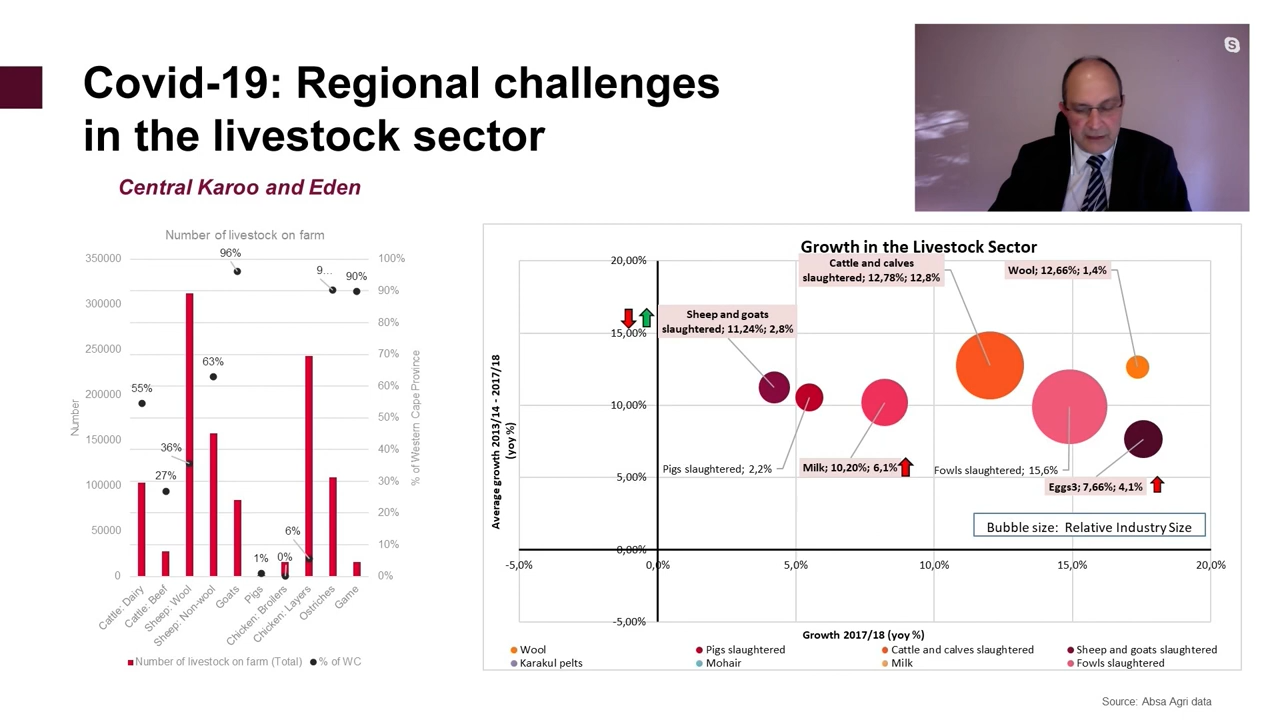 Covid-19: Regional challenges
in the livestock sector
Central Karoo and Eden
Number of livestock on farm
350000
300000
250000
200000
150000
100000
50000
0
Number
100%
90%
80%
70%
60%
50%
40%
30%
20%
10%
0%
% of Western Cape Province
55%
27%
36%
63%
96%
1%
0%
6%
9...
90%
Cattle: Dairy
Cattle: Beef
Sheep: Wool
Sheep: Non-wool
Goats
Pigs
Chicken: Broilers
Chicken: Layers
Ostriches
Game
Number of livestock on farm (Total)
% of WC
Growth in the Livestock Sector
20,00%
15,00%
10,00%
5,00%
0,00%
-5,00%
Average growth 2013/14 - 2017/18
(yoy %)
Cattle and calves
slaughtered; 12,78%; 12,8%
Wool; 12,66%; 1,4%
Sheep and goats
slaughtered; 11,24%; 2,8%
Pigs slaughtered; 2,2%
Milk; 10,20%; 6,1%
Fowls slaughtered; 15,6%
Eggs3; 7,66%; 4,1%
Bubble size: Relative Industry Size
-5,0%
0,0%
5,0%
10,0%
15,0%
20,0%
Growth 2017/18 (yoy %)
Wool
Pigs slaughtered
Cattle and calves slaughtered
Sheep and goats slaughtered
Karakul pelts
Mohair
Milk
Fowls slaughtered
Source: Absa Agri data